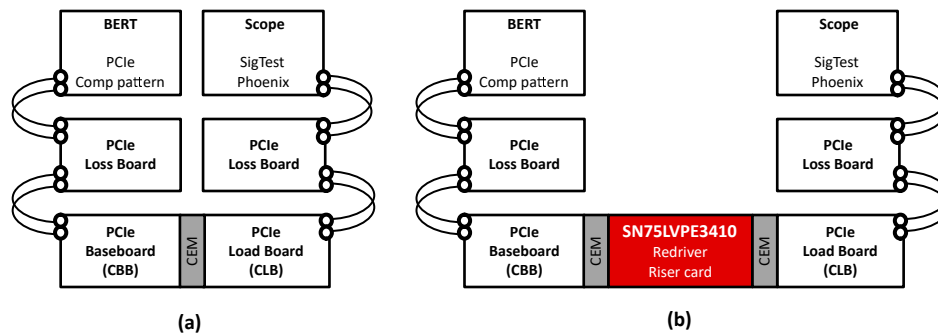 BERT
PCIe
Comp pattern
Scope
SigTest
Phoenix
PCIe
Loss Board
PCIe
Loss Board
PCIe
Baseboard
(CBB)
CEM
PCIe
Load Board
(CLB)
(a)
BERT
PCIe
Comp pattern
Scope
SigTest
Phoenix
PCIe
Loss Board
PCIe
Loss Board
PCIe
Baseboard
(CBB)
CEM
SN75LVPE3410
Redriver
Riser card
CEM
PCIe
Load Board
(CLB)
(b)